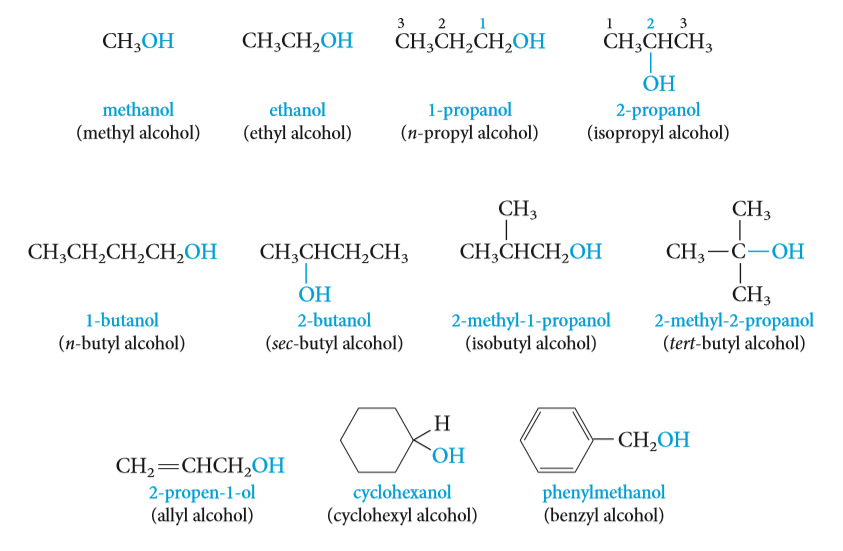 3 2 1 1 2 3
CH₃OH CH₃CH₂OH CH₃CH₂CH₂OH CH₃CHCH₃
OH
methanol ethanol 1-propanol 2-propanol
(methyl alcohol) (ethyl alcohol) (n-propyl alcohol) (isopropyl alcohol)
CH₃ CH₃
CH₃CH₂CH₂CH₂OH CH₃CHCH₂CH₃ CH₃CHCH₂OH CH₃—C—OH
OH CH₃
1-butanol 2-butanol 2-methyl-1-propanol 2-methyl-2-propanol
(n-butyl alcohol) (sec-butyl alcohol) (isobutyl alcohol) (tert-butyl alcohol)
H
CH₂OH
OH
CH₂=CHCH₂OH
2-propen-1-ol cyclohexanol phenylmethanol
(allyl alcohol) (cyclohexyl alcohol) (benzyl alcohol)